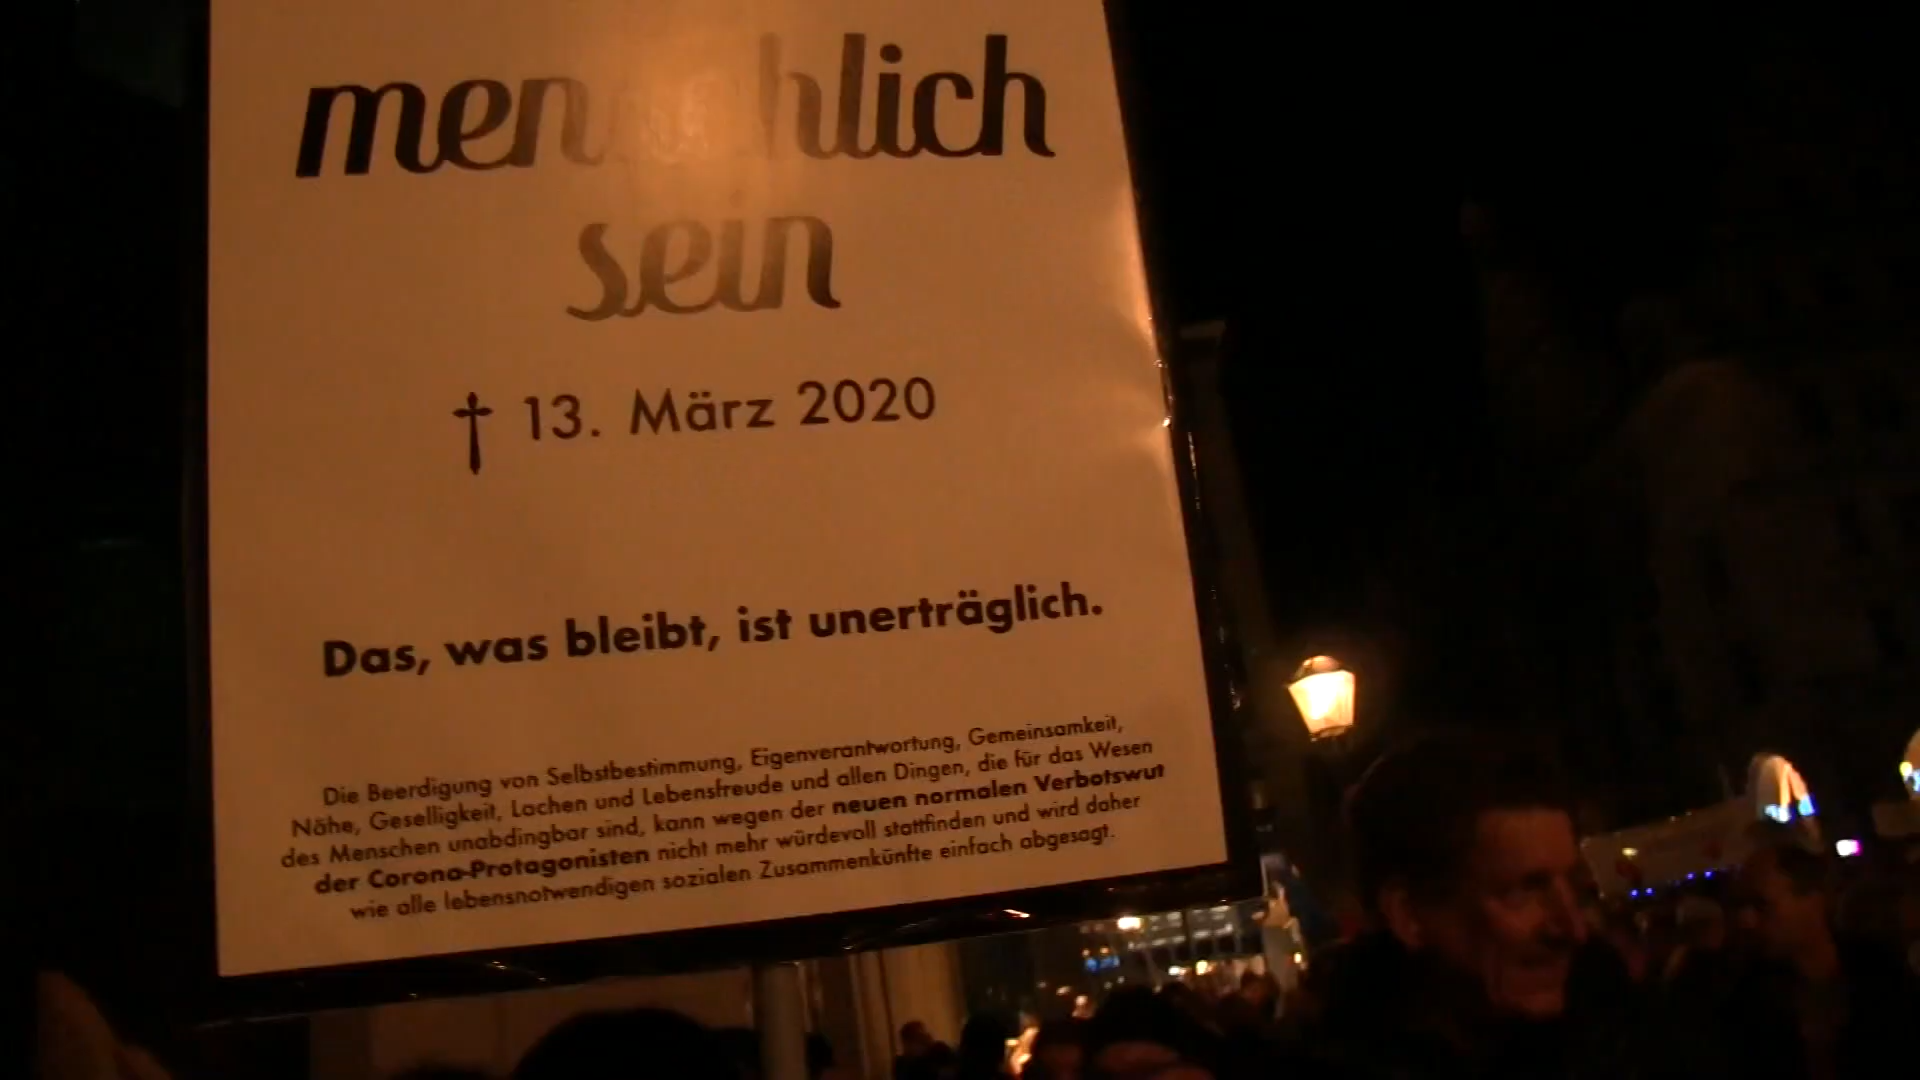 menschlich
sein
† 13. März 2020
Das, was bleibt, ist unerträglich.
Die Beerdigung von Selbstbestimmung, Eigenverantwortung, Gemeinsamkeit,
Nähe, Geselligkeit, Lachen und Lebensfreude und allen Dingen, die für das Wesen
des Menschen unabdingbar sind, kann wegen der neuen normalen Verbotswut
der Corona-Protagonisten nicht mehr würdevoll stattfinden und wird daher
wie alle lebensnotwendigen sozialen Zusammenkünfte einfach abgesagt.